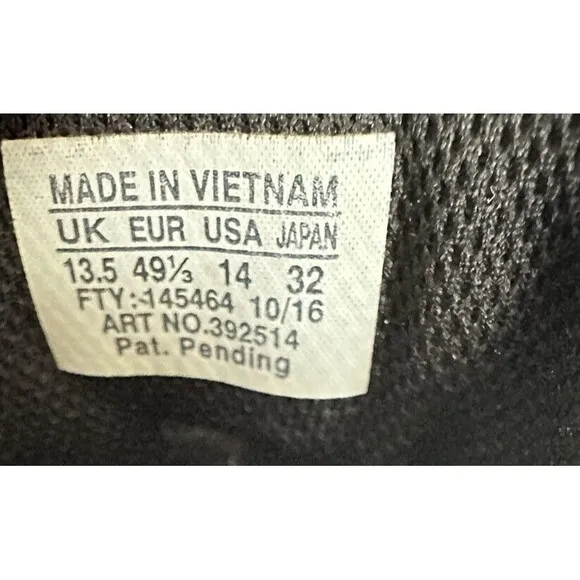 MADE IN VIETNAM
UK EUR USA JAPAN
13.5 49⅓ 14 32
FTY:-145464 10/16
ART NO.392514
Pat. Pending